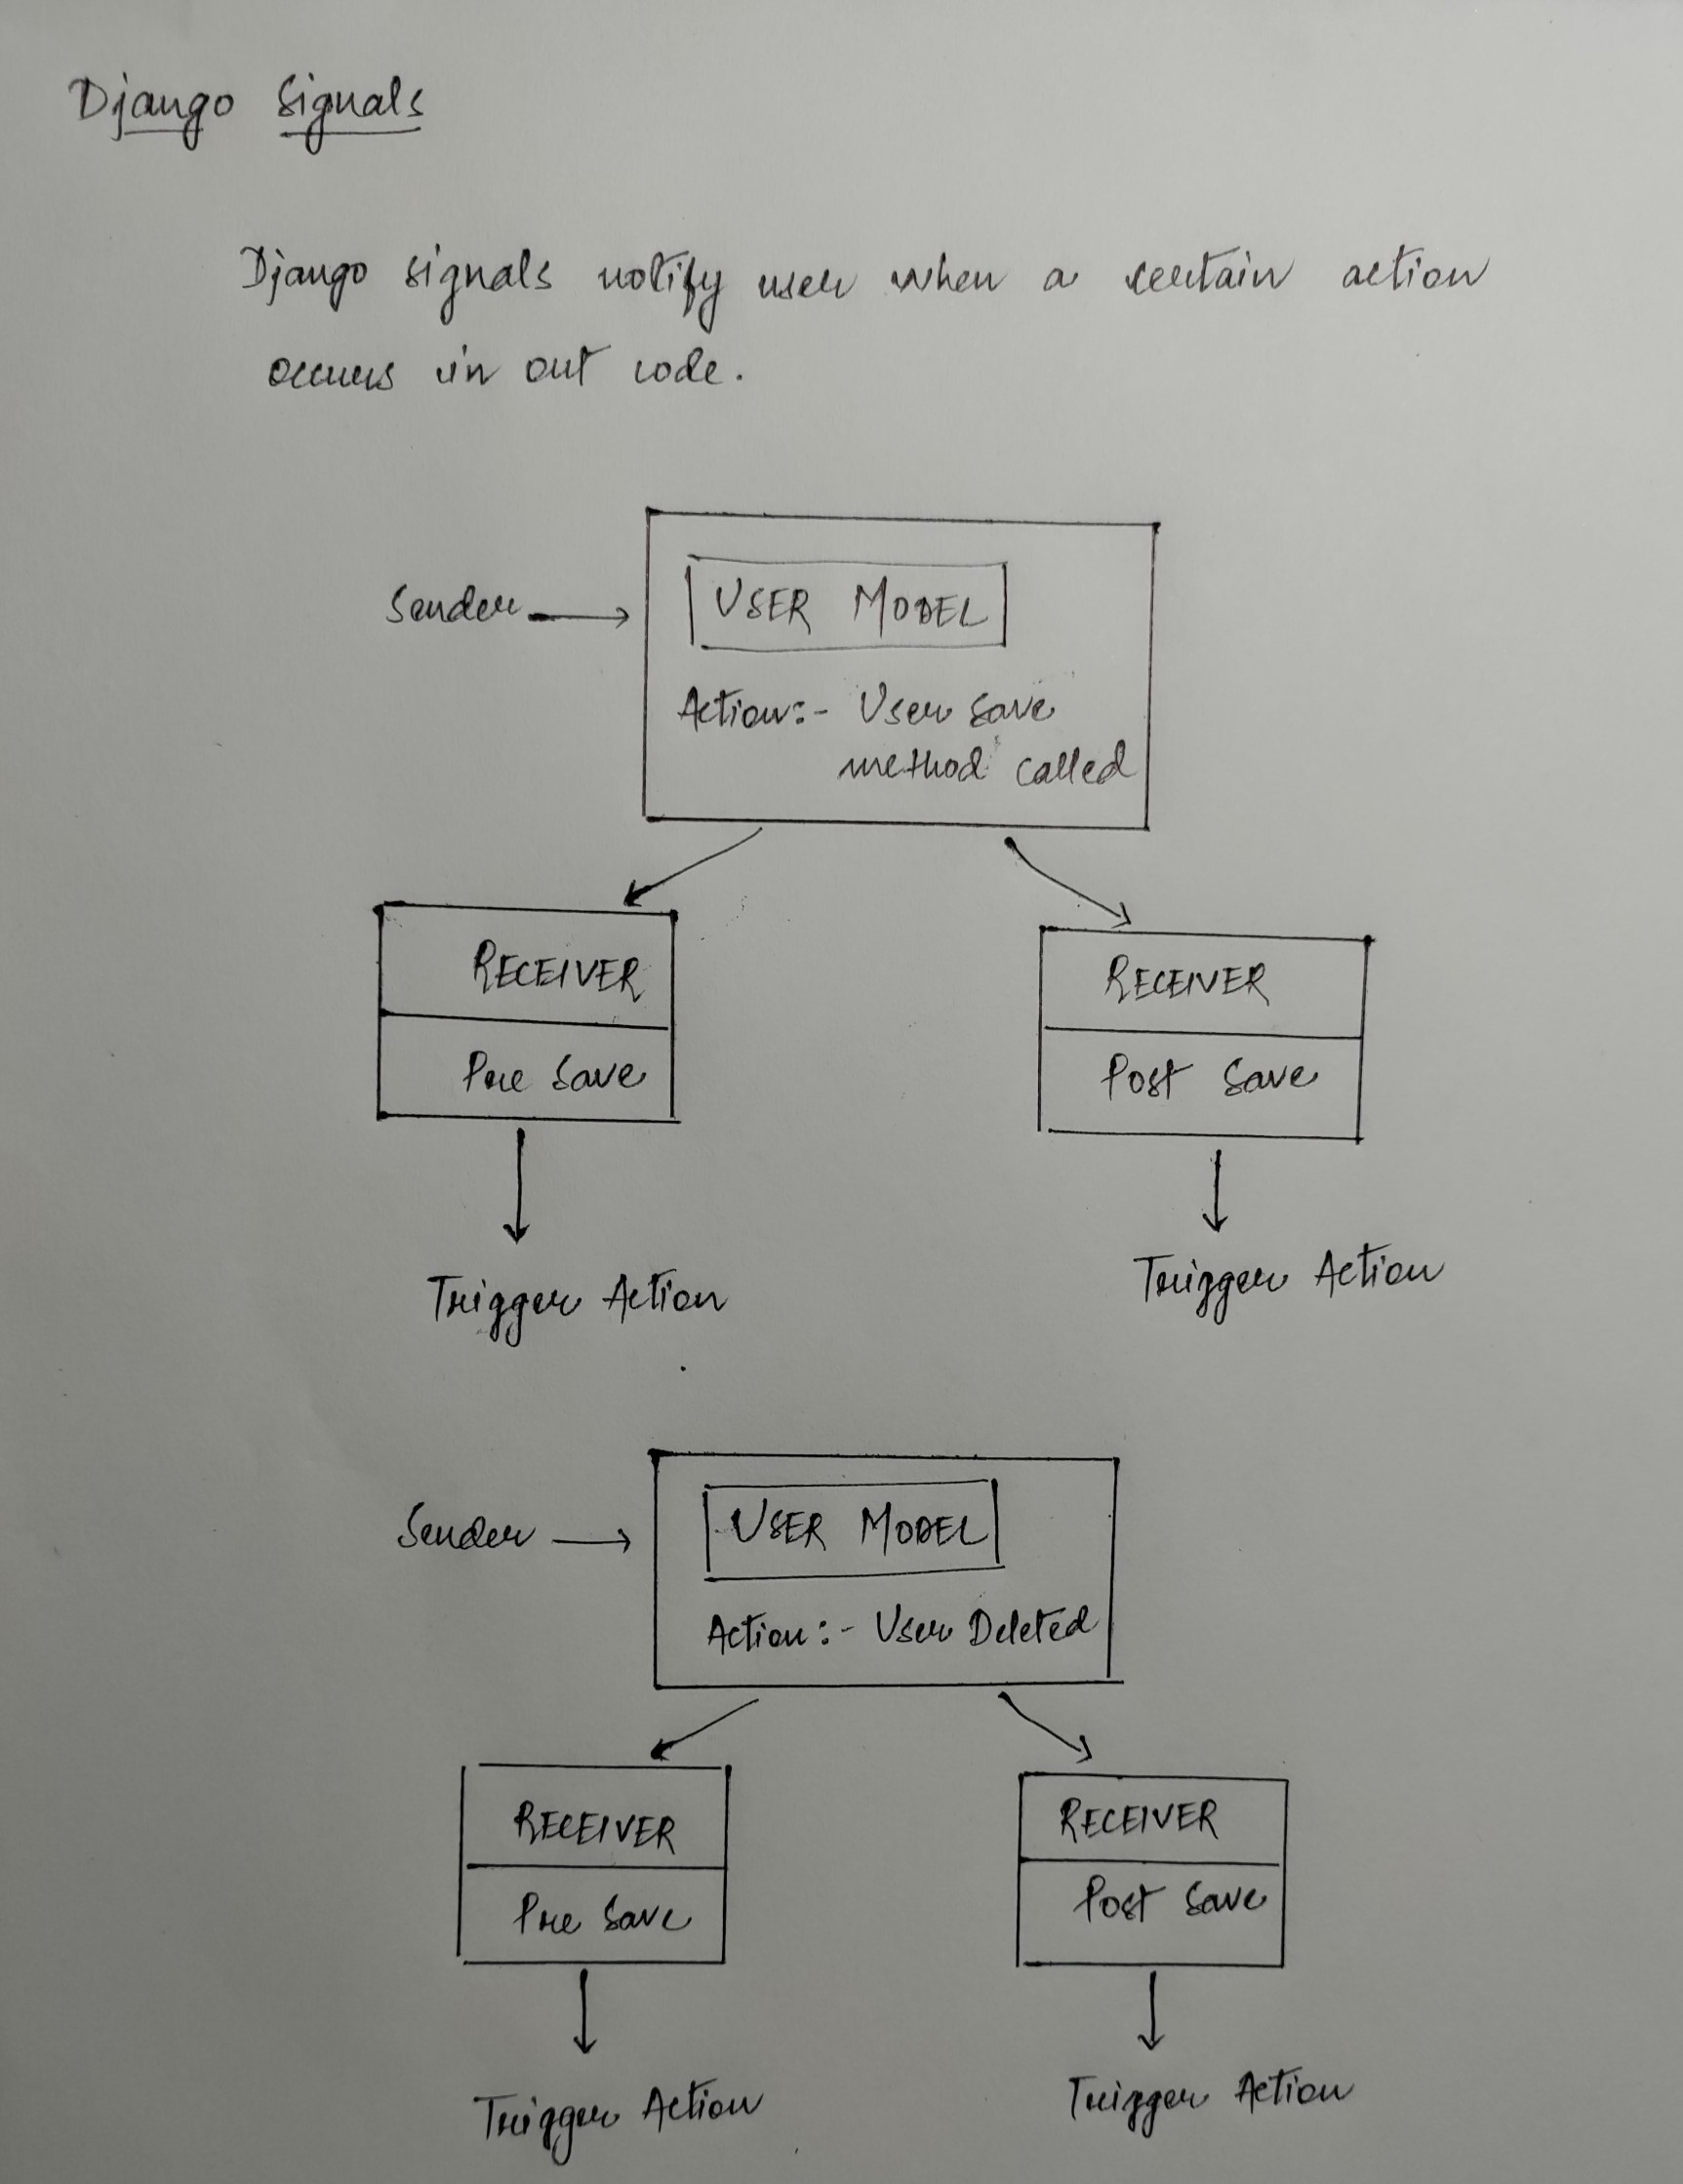 Django Signals
Django signals notify user when a certain action
occurs in out code.
Sender
USER MODEL
Action:- User Save
method called
RECEIVER
Pre Save
Trigger Action
RECEIVER
Post Save
Trigger Action
Sender
USER MODEL
Action:- User Deleted
RECEIVER
Pre Save
Trigger Action
RECEIVER
Post Save
Trigger Action